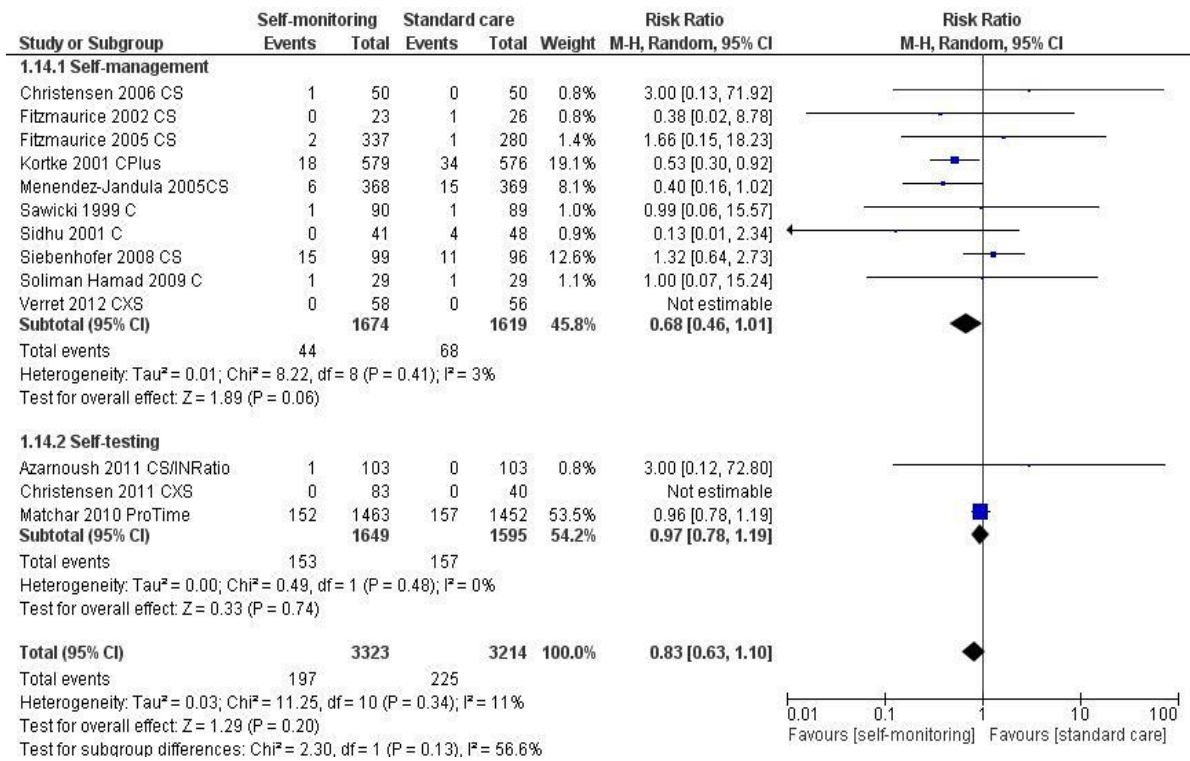 Self-monitoring Standard care Risk Ratio Risk Ratio
Study or Subgroup Events Total Events Total Weight M-H, Random, 95% CI M-H, Random, 95% CI
1.14.1 Self-management
Christensen 2006 CS 1 50 0 50 0.8% 3.00 [0.13, 71.92]
Fitzmaurice 2002 CS 0 23 1 26 0.8% 0.38 [0.02, 8.78]
Fitzmaurice 2005 CS 2 337 1 280 1.4% 1.66 [0.15, 18.23]
Kortke 2001 CPlus 18 579 34 576 19.1% 0.53 [0.30, 0.92]
Menendez-Jandula 2005CS 6 368 15 369 8.1% 0.40 [0.16, 1.02]
Sawicki 1999 C 1 90 1 89 1.0% 0.99 [0.06, 15.57]
Sidhu 2001 C 0 41 4 48 0.9% 0.13 [0.01, 2.34]
Siebenhofer 2008 CS 15 99 11 96 12.6% 1.32 [0.64, 2.73]
Soliman Hamad 2009 C 1 29 1 29 1.1% 1.00 [0.07, 15.24]
Verret 2012 CXS 0 58 0 56 Not estimable
Subtotal (95% CI) 1674 1619 45.8% 0.68 [0.46, 1.01]
Total events 44 68
Heterogeneity: Tau² = 0.01; Chi² = 8.22, df = 8 (P = 0.41); I² = 3%
Test for overall effect: Z = 1.89 (P = 0.06)
1.14.2 Self-testing
Azarnoush 2011 CS/INRatio 1 103 0 103 0.8% 3.00 [0.12, 72.80]
Christensen 2011 CXS 0 83 0 40 Not estimable
Matchar 2010 ProTime 152 1463 157 1452 53.5% 0.96 [0.78, 1.19]
Subtotal (95% CI) 1649 1595 54.2% 0.97 [0.78, 1.19]
Total events 153 157
Heterogeneity: Tau² = 0.00; Chi² = 0.49, df = 1 (P = 0.48); I² = 0%
Test for overall effect: Z = 0.33 (P = 0.74)
Total (95% CI) 3323 3214 100.0% 0.83 [0.63, 1.10]
Total events 197 225
Heterogeneity: Tau² = 0.03; Chi² = 11.25, df = 10 (P = 0.34); I² = 11%
Test for overall effect: Z = 1.29 (P = 0.20)
Test for subgroup differences: Chi² = 2.30, df = 1 (P = 0.13), I² = 56.6%
0.01 0.1 1 10 100
Favours [self-monitoring] Favours [standard care]